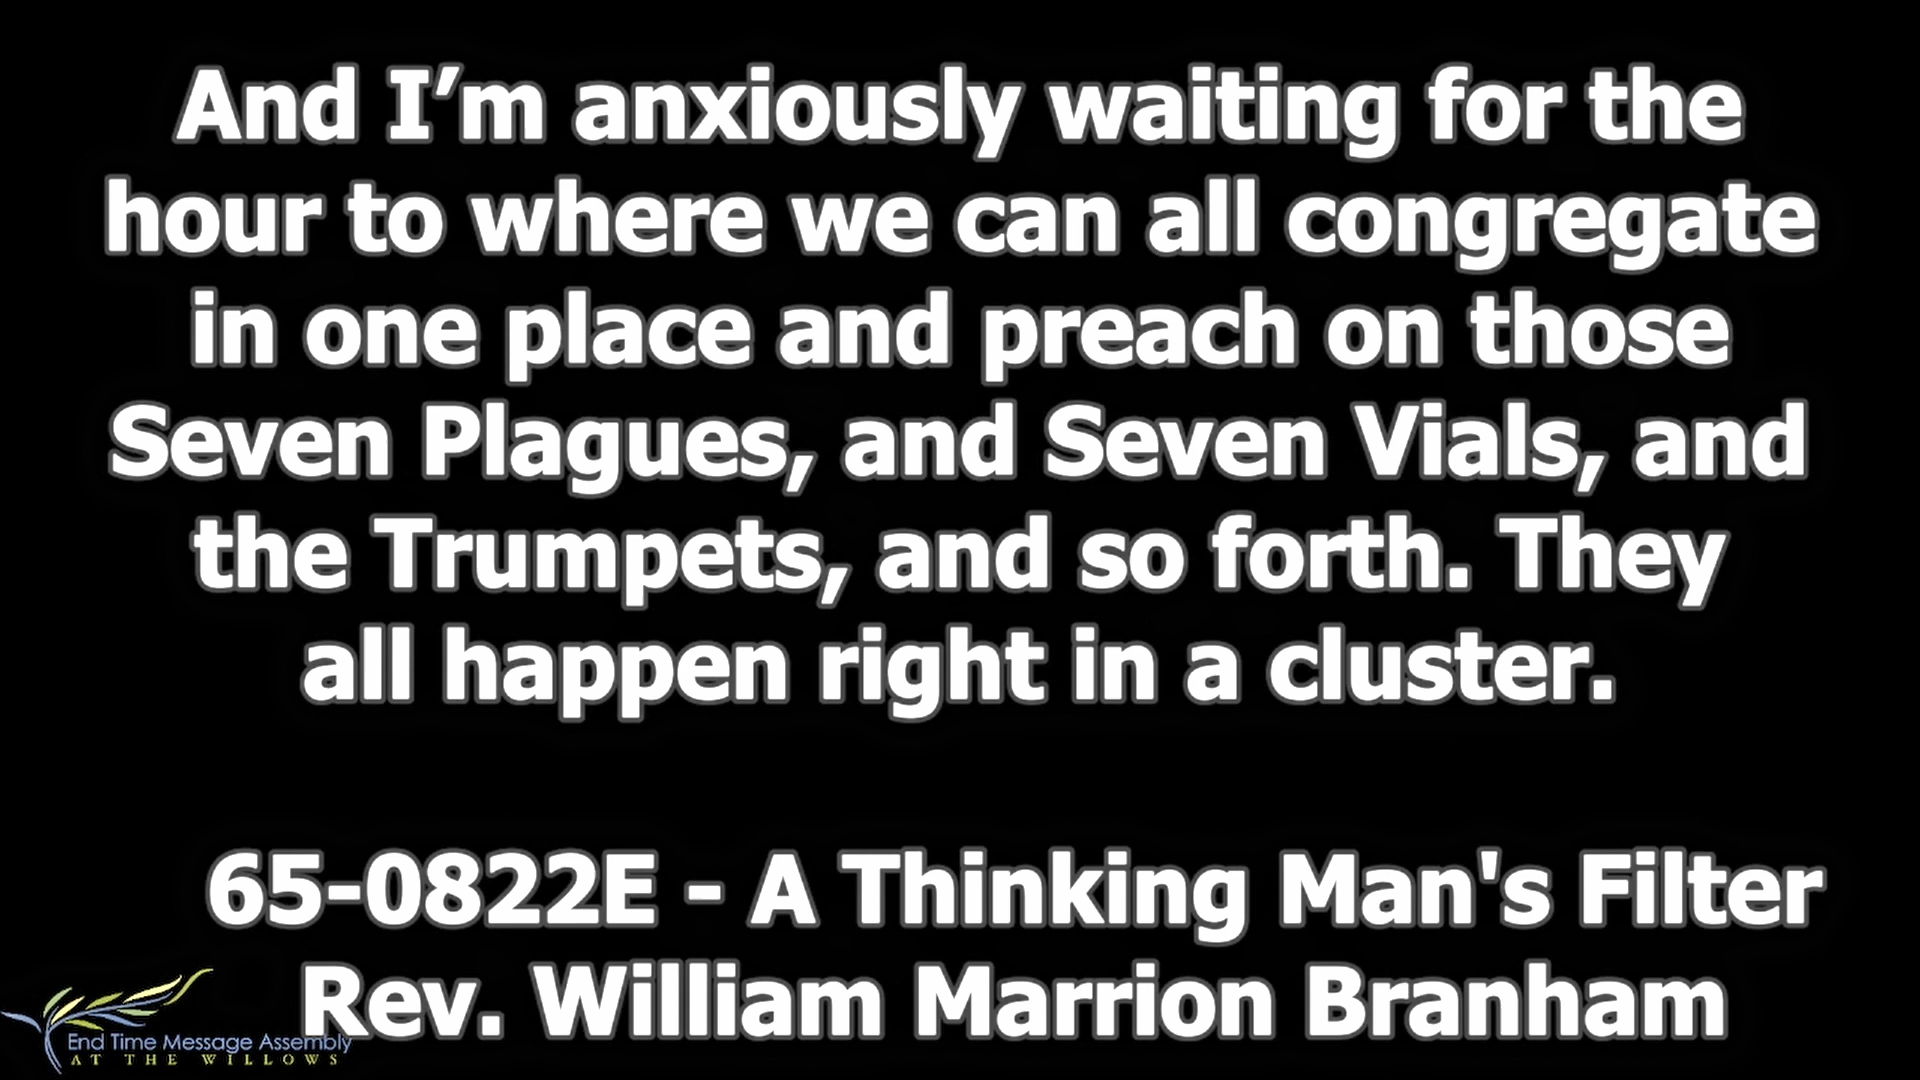 And I’m anxiously waiting for the
hour to where we can all congregate
in one place and preach on those
Seven Plagues, and Seven Vials, and
the Trumpets, and so forth. They
all happen right in a cluster.
65-0822E - A Thinking Man's Filter
Rev. William Marrion Branham
End Time Message Assembly
AT THE WILLOWS